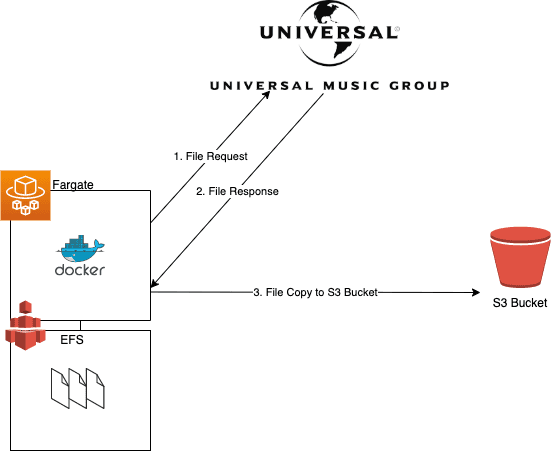 UNIVERSAL
UNIVERSAL MUSIC GROUP
1. File Request
2. File Response
Fargate
docker
3. File Copy to S3 Bucket
S3 Bucket
EFS